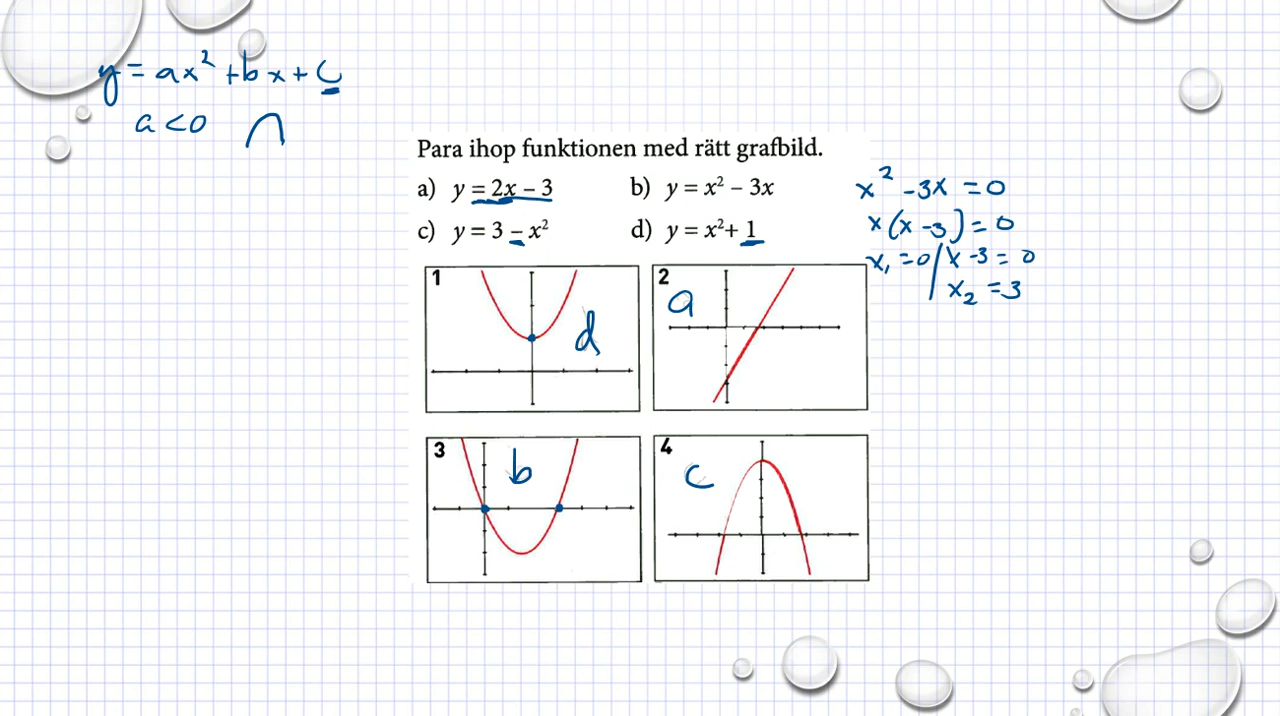 y = ax² + bx + c
a < 0
Para ihop funktionen med rätt grafbild.
a) y = 2x – 3 b) y = x² – 3x
c) y = 3 – x² d) y = x² + 1
x² - 3x = 0
x(x - 3) = 0
x₁ = 0 / x - 3 = 0
x₂ = 3
1 d
2 a
3 b
4 c